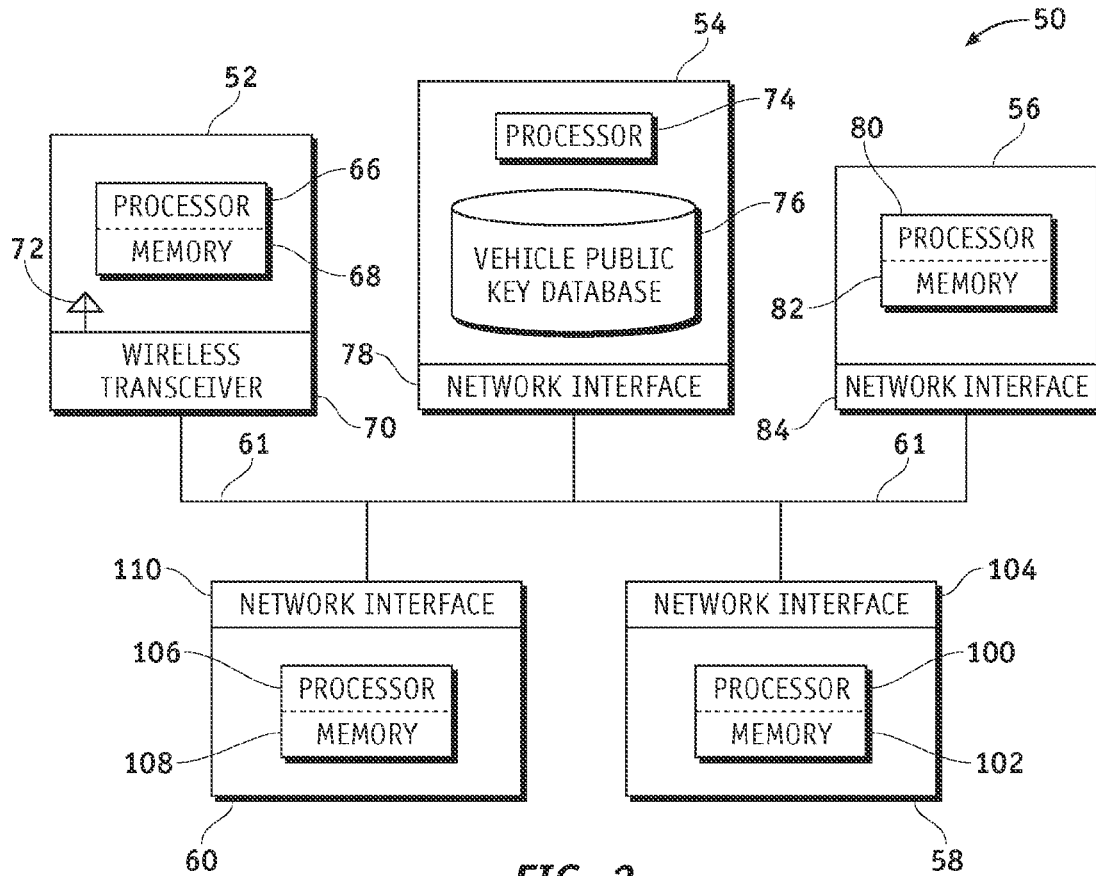 50
54
52
74
56
PROCESSOR
80
66
PROCESSOR
MEMORY
76
PROCESSOR
MEMORY
72
68
VEHICLE PUBLIC
KEY DATABASE
82
WIRELESS
TRANSCEIVER
78
NETWORK INTERFACE
NETWORK INTERFACE
70
84
61
61
110
104
NETWORK INTERFACE
NETWORK INTERFACE
106
100
PROCESSOR
MEMORY
PROCESSOR
MEMORY
108
102
60
58
FIG.